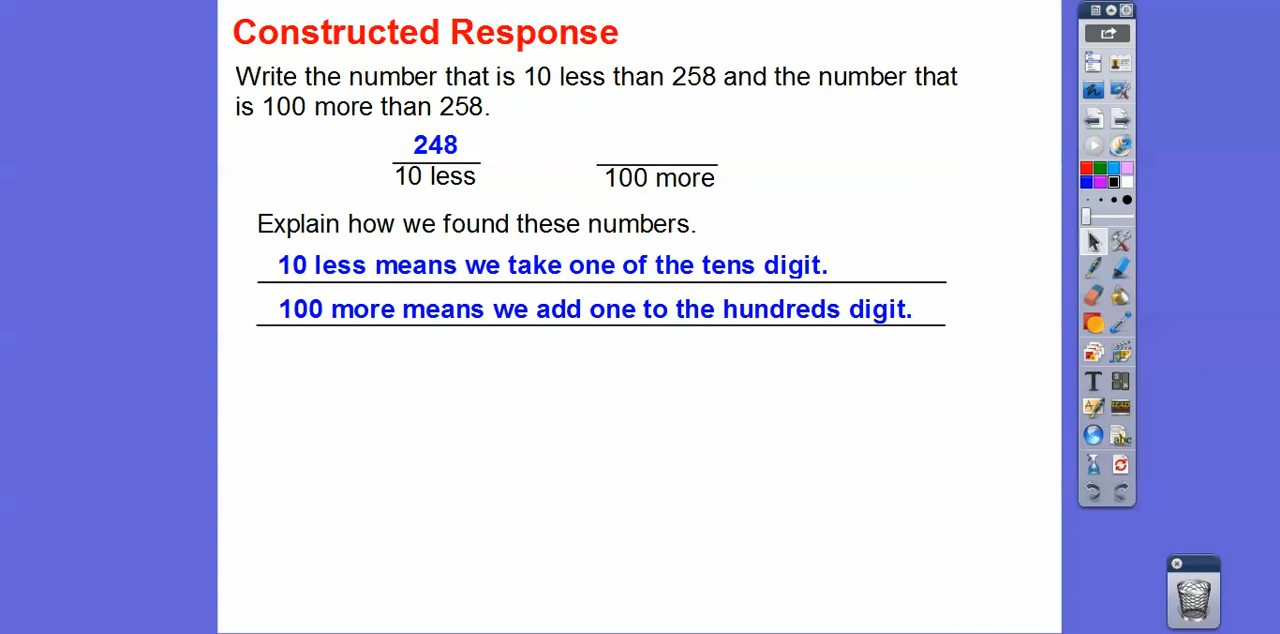 Constructed Response
Write the number that is 10 less than 258 and the number that
is 100 more than 258.
248
10 less
100 more
Explain how we found these numbers.
10 less means we take one of the tens digit.
100 more means we add one to the hundreds digit.
T
abc